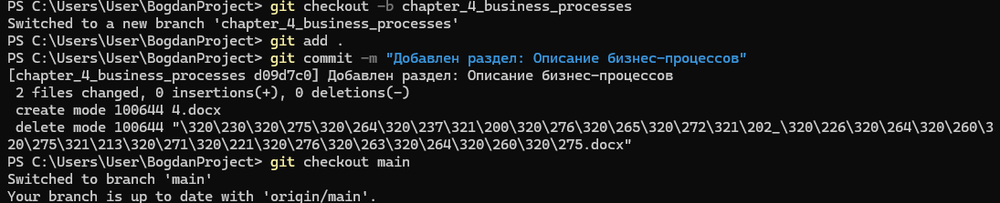 PS C:\Users\User\BogdanProject> git checkout -b chapter_4_business_processes
Switched to a new branch 'chapter_4_business_processes'
PS C:\Users\User\BogdanProject> git add .
PS C:\Users\User\BogdanProject> git commit -m "Добавлен раздел: Описание бизнес-процессов"
[chapter_4_business_processes d09d7c0] Добавлен раздел: Описание бизнес-процессов
 2 files changed, 0 insertions(+), 0 deletions(-)
 create mode 100644 4.docx
 delete mode 100644 "\320\230\320\275\320\264\320\237\321\200\320\276\320\265\320\272\321\202_\320\226\320\264\320\260\3
20\275\321\213\320\271\320\221\320\276\320\263\320\264\320\260\320\275.docx"
PS C:\Users\User\BogdanProject> git checkout main
Switched to branch 'main'
Your branch is up to date with 'origin/main'.